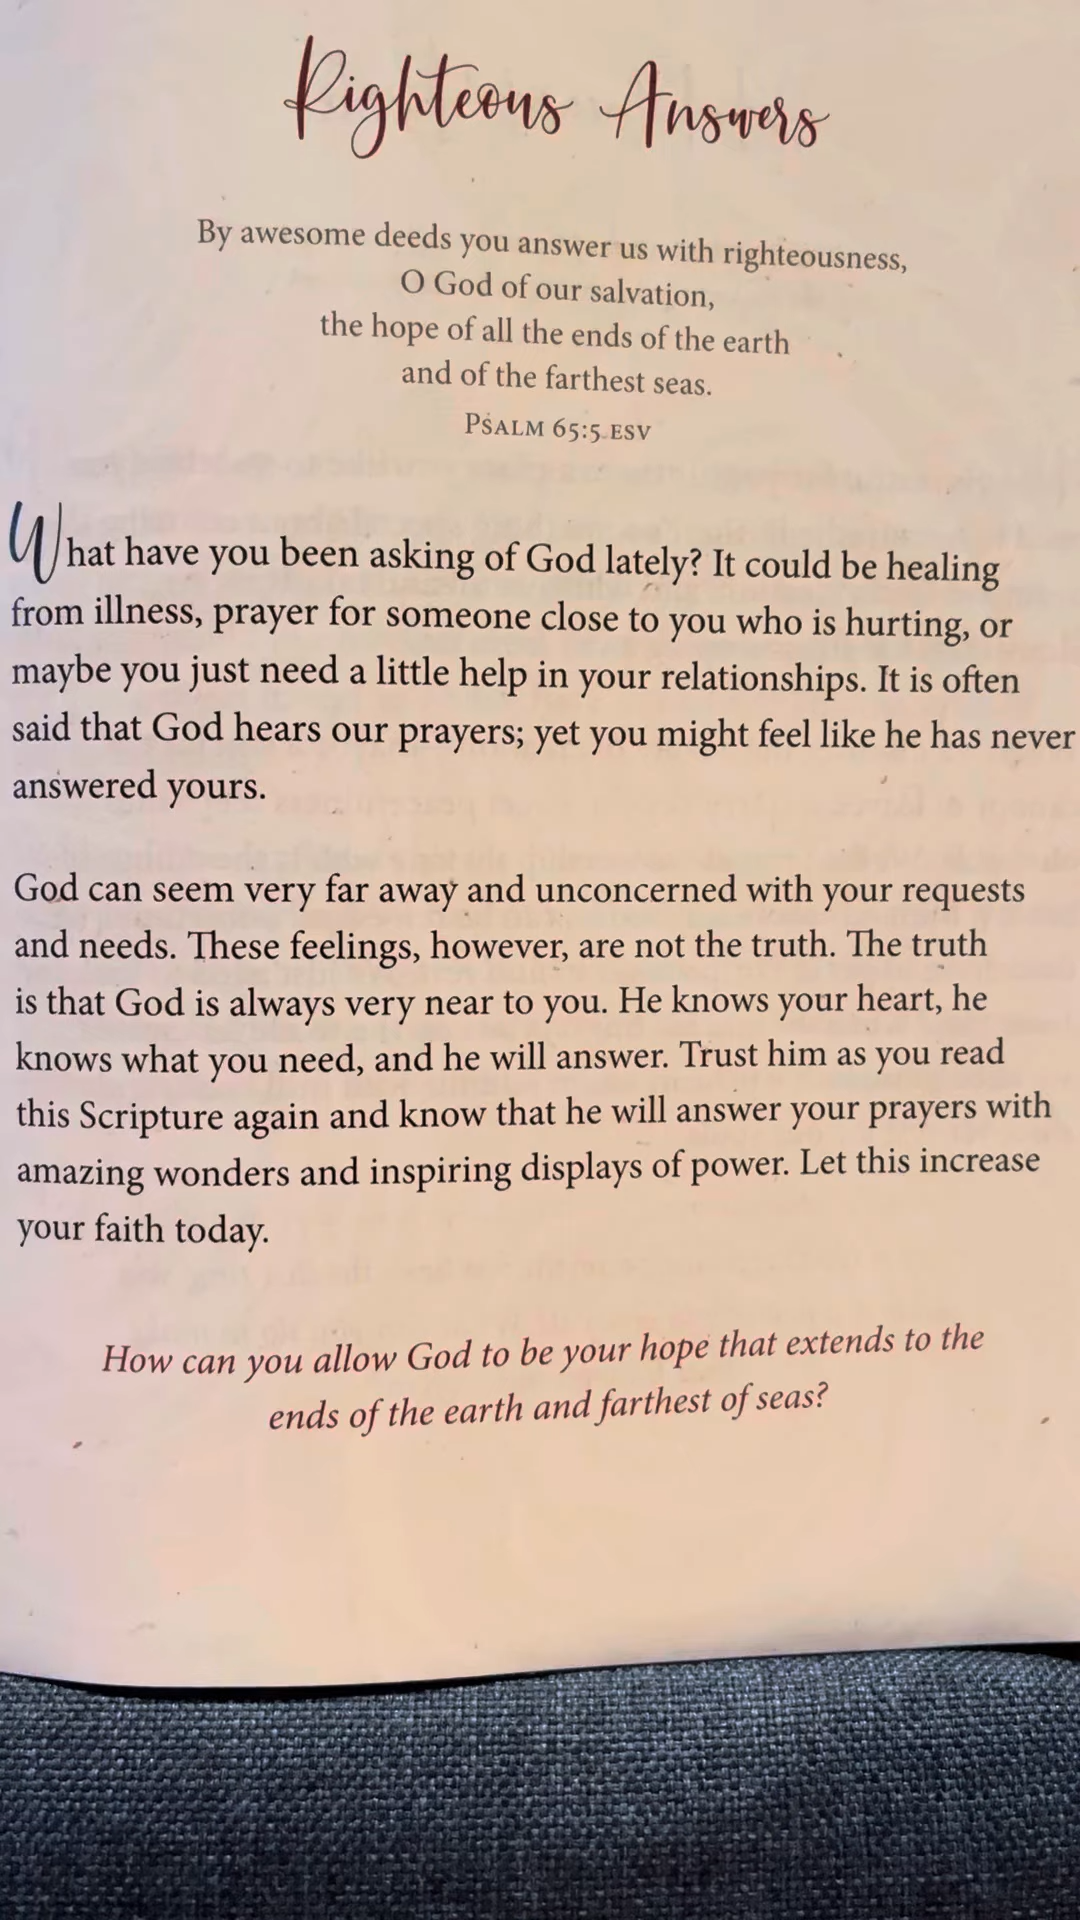 Righteous Answers
By awesome deeds you answer us with righteousness,
O God of our salvation,
the hope of all the ends of the earth
and of the farthest seas.
PSALM 65:5 ESV
What have you been asking of God lately? It could be healing
from illness, prayer for someone close to you who is hurting, or
maybe you just need a little help in your relationships. It is often
said that God hears our prayers; yet you might feel like he has never
answered yours.
God can seem very far away and unconcerned with your requests
and needs. These feelings, however, are not the truth. The truth
is that God is always very near to you. He knows your heart, he
knows what you need, and he will answer. Trust him as you read
this Scripture again and know that he will answer your prayers with
amazing wonders and inspiring displays of power. Let this increase
your faith today.
How can you allow God to be your hope that extends to the
ends of the earth and farthest of seas?